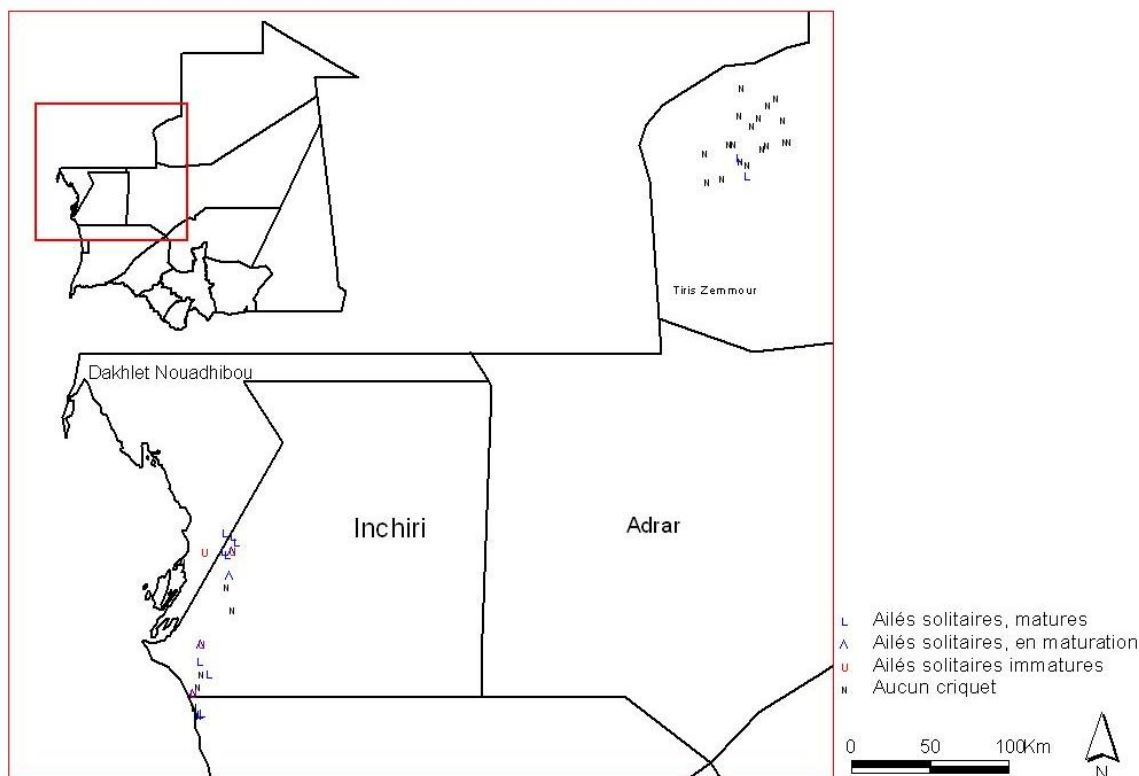 Tiris Zemmour
Dakhlet Nouadhibou
Inchiri
Adrar
L Ailés solitaires, matures
^ Ailés solitaires, en maturation
U Ailés solitaires immatures
N Aucun criquet
0 50 100Km
N